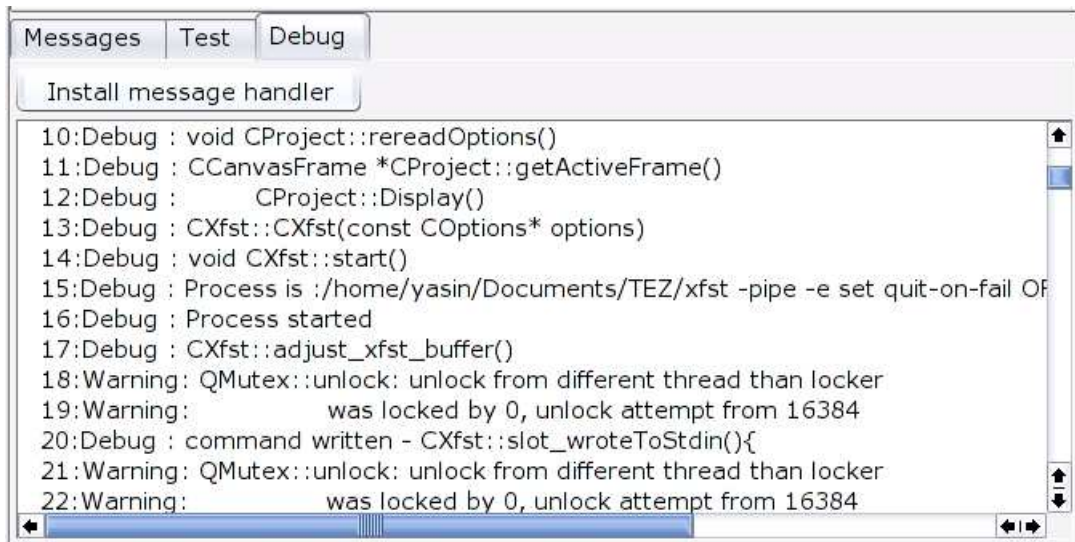 Messages Test Debug
Install message handler
10:Debug : void CProject::rereadOptions()
11:Debug : CCanvasFrame *CProject::getActiveFrame()
12:Debug : CProject::Display()
13:Debug : CXfst::CXfst(const COptions* options)
14:Debug : void CXfst::start()
15:Debug : Process is :/home/yasin/Documents/TEZ/xfst -pipe -e set quit-on-fail
16:Debug : Process started
17:Debug : CXfst::adjust_xfst_buffer()
18:Warning: QMutex::unlock: unlock from different thread than locker
19:Warning: was locked by 0, unlock attempt from 16384
20:Debug : command written - CXfst::slot_wroteToStdin(){
21:Warning: QMutex::unlock: unlock from different thread than locker
22:Warning: was locked by 0, unlock attempt from 16384